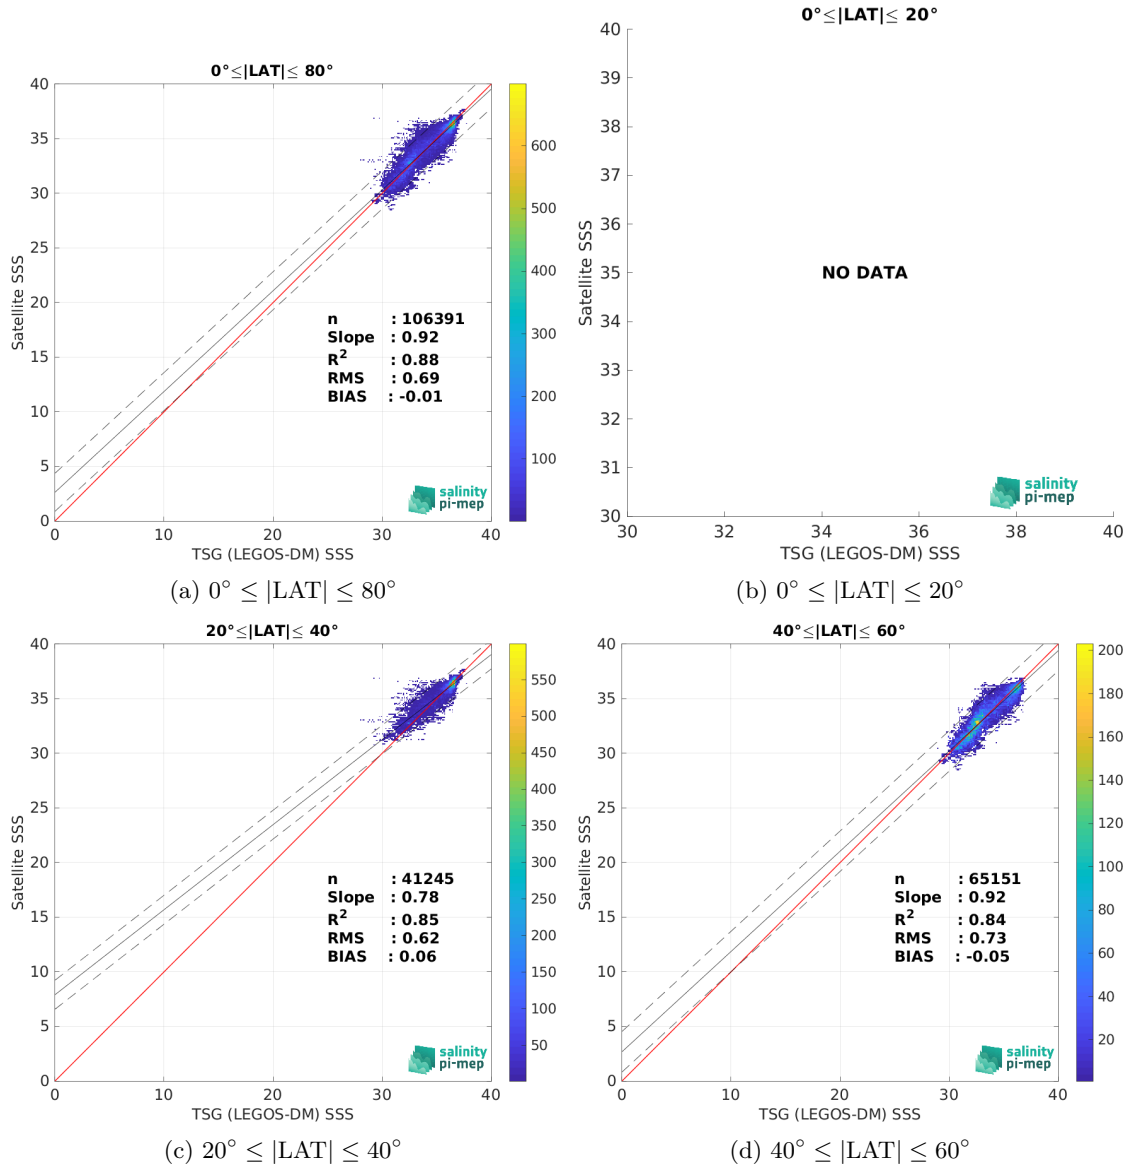 0°≤|LAT|≤ 80°
40
35
30
25
20
15
10
5
0
0
10
20
30
40
Satellite SSS
TSG (LEGOS-DM) SSS
n : 106391
Slope : 0.92
R2 : 0.88
RMS : 0.69
BIAS : -0.01
salinity
pi-mep
600
500
400
300
200
100
(a) 0° ≤ |LAT| ≤ 80°
0°≤|LAT|≤ 20°
40
39
38
37
36
35
34
33
32
31
30
30
32
34
36
38
40
Satellite SSS
NO DATA
TSG (LEGOS-DM) SSS
salinity
pi-mep
(b) 0° ≤ |LAT| ≤ 20°
20°≤|LAT|≤ 40°
40
35
30
25
20
15
10
5
0
0
10
20
30
40
Satellite SSS
TSG (LEGOS-DM) SSS
n : 41245
Slope : 0.78
R2 : 0.85
RMS : 0.62
BIAS : 0.06
salinity
pi-mep
550
500
450
400
350
300
250
200
150
100
50
(c) 20° ≤ |LAT| ≤ 40°
40°≤|LAT|≤ 60°
40
35
30
25
20
15
10
5
0
0
10
20
30
40
Satellite SSS
TSG (LEGOS-DM) SSS
n : 65151
Slope : 0.92
R2 : 0.84
RMS : 0.73
BIAS : -0.05
salinity
pi-mep
200
180
160
140
120
100
80
60
40
20
(d) 40° ≤ |LAT| ≤ 60°